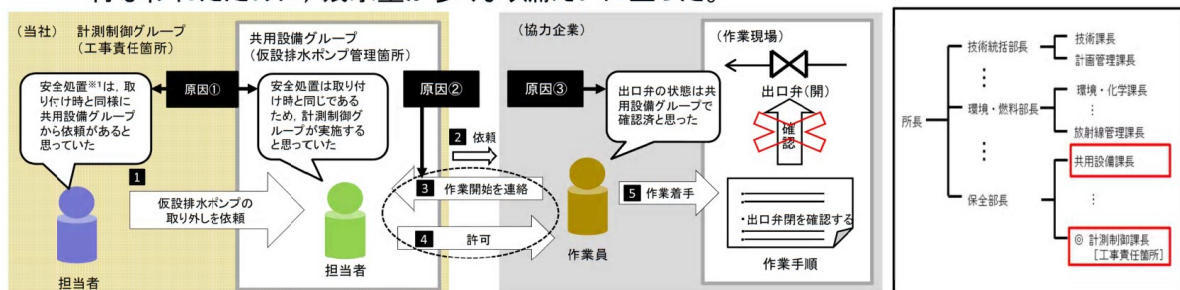 （当社）　計測制御グループ
（工事責任箇所）
共用設備グループ
（仮設排水ポンプ管理箇所）
安全処置※1は、取
り付け時と同様に
共用設備グループ
から依頼があると
思っていた
原因①
安全処置は取り付
け時と同じである
ため、計測制御グ
ループが実施する
と思っていた
原因②
1
仮設排水ポンプの
取り外しを依頼
担当者
担当者
2 依頼
3 作業開始を連絡
4 許可
（協力企業）
原因③
出口弁の状態は共
用設備グループで
確認済と思った
作業員
5 作業着手
（作業現場）
出口弁（開）
確認
・出口弁閉を確認する
作業手順
所長
技術統括部長
技術課長
計画管理課長
環境・燃料部長
環境・化学課長
放射線管理課長
保全部長
共用設備課長
◎ 計測制御課長
［工事責任箇所］